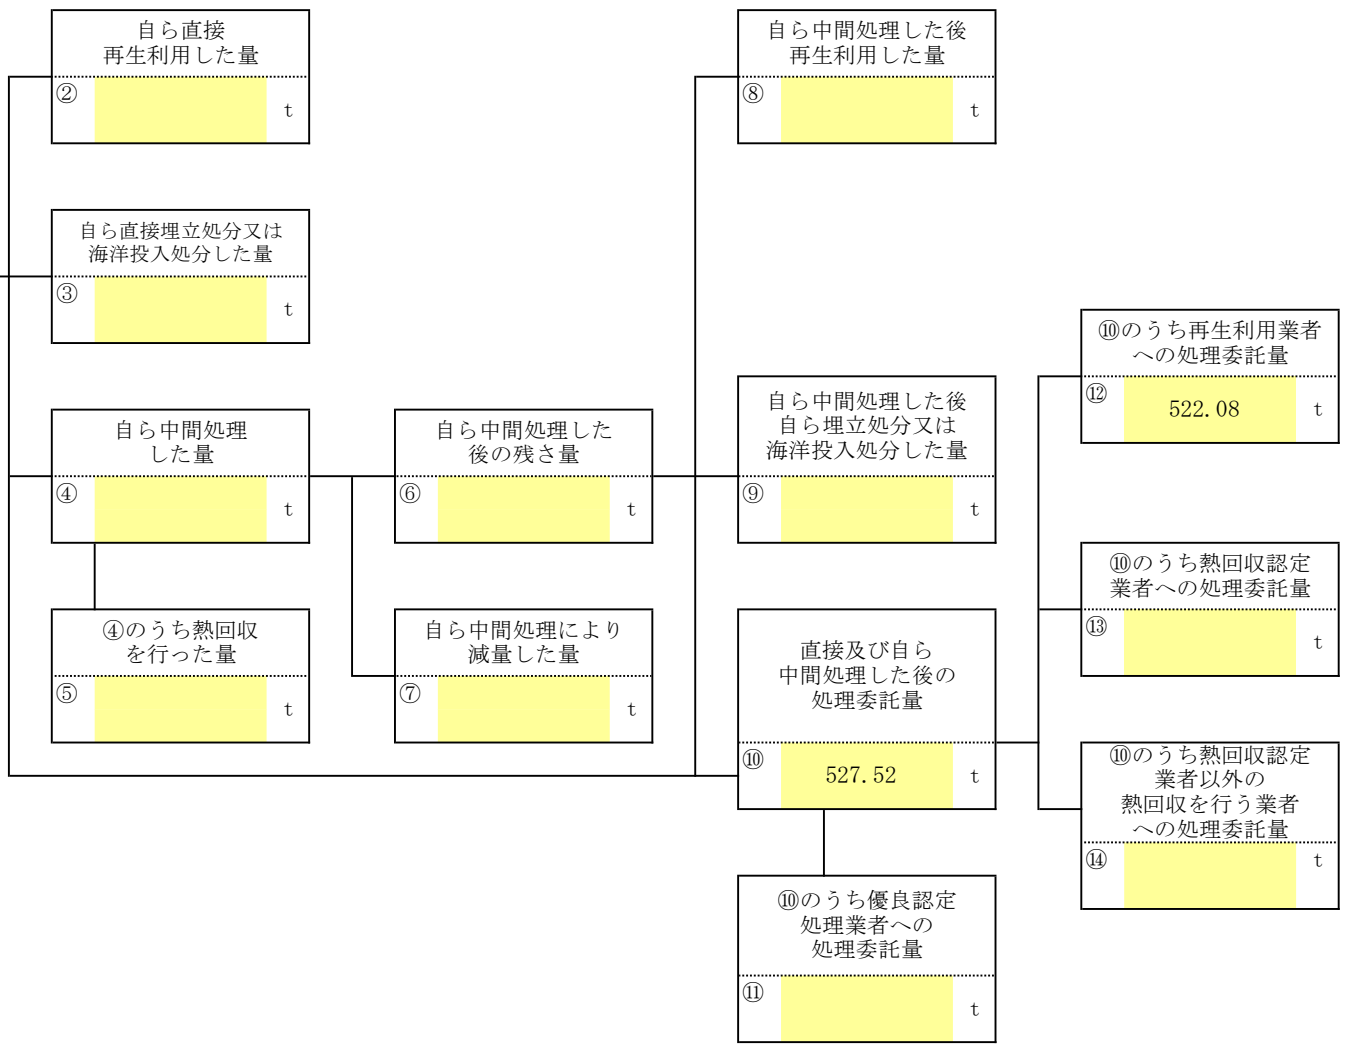 自ら直接
再生利用した量
②
t
自ら中間処理した後
再生利用した量
⑧
t
自ら直接埋立処分又は
海洋投入処分した量
③
t
⑩のうち再生利用業者
への処理委託量
⑫
522.08
t
自ら中間処理
した量
④
t
自ら中間処理した
後の残さ量
⑥
t
自ら中間処理した後
自ら埋立処分又は
海洋投入処分した量
⑨
t
⑩のうち熱回収認定
業者への処理委託量
⑬
t
④のうち熱回収
を行った量
⑤
t
自ら中間処理により
減量した量
⑦
t
直接及び自ら
中間処理した後の
処理委託量
⑩
527.52
t
⑩のうち熱回収認定
業者以外の
熱回収を行う業者
への処理委託量
⑭
t
⑩のうち優良認定
処理業者への
処理委託量
⑪
t